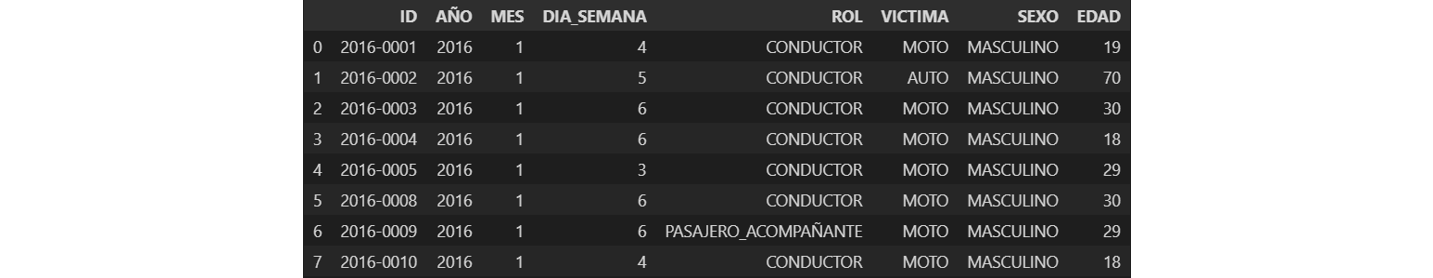 ID AÑO MES DIA_SEMANA ROL VICTIMA SEXO EDAD
0 2016-0001 2016 1 4 CONDUCTOR MOTO MASCULINO 19
1 2016-0002 2016 1 5 CONDUCTOR AUTO MASCULINO 70
2 2016-0003 2016 1 6 CONDUCTOR MOTO MASCULINO 30
3 2016-0004 2016 1 6 CONDUCTOR MOTO MASCULINO 18
4 2016-0005 2016 1 3 CONDUCTOR MOTO MASCULINO 29
5 2016-0008 2016 1 6 CONDUCTOR MOTO MASCULINO 30
6 2016-0009 2016 1 6 PASAJERO_ACOMPAÑANTE MOTO MASCULINO 29
7 2016-0010 2016 1 4 CONDUCTOR MOTO MASCULINO 18